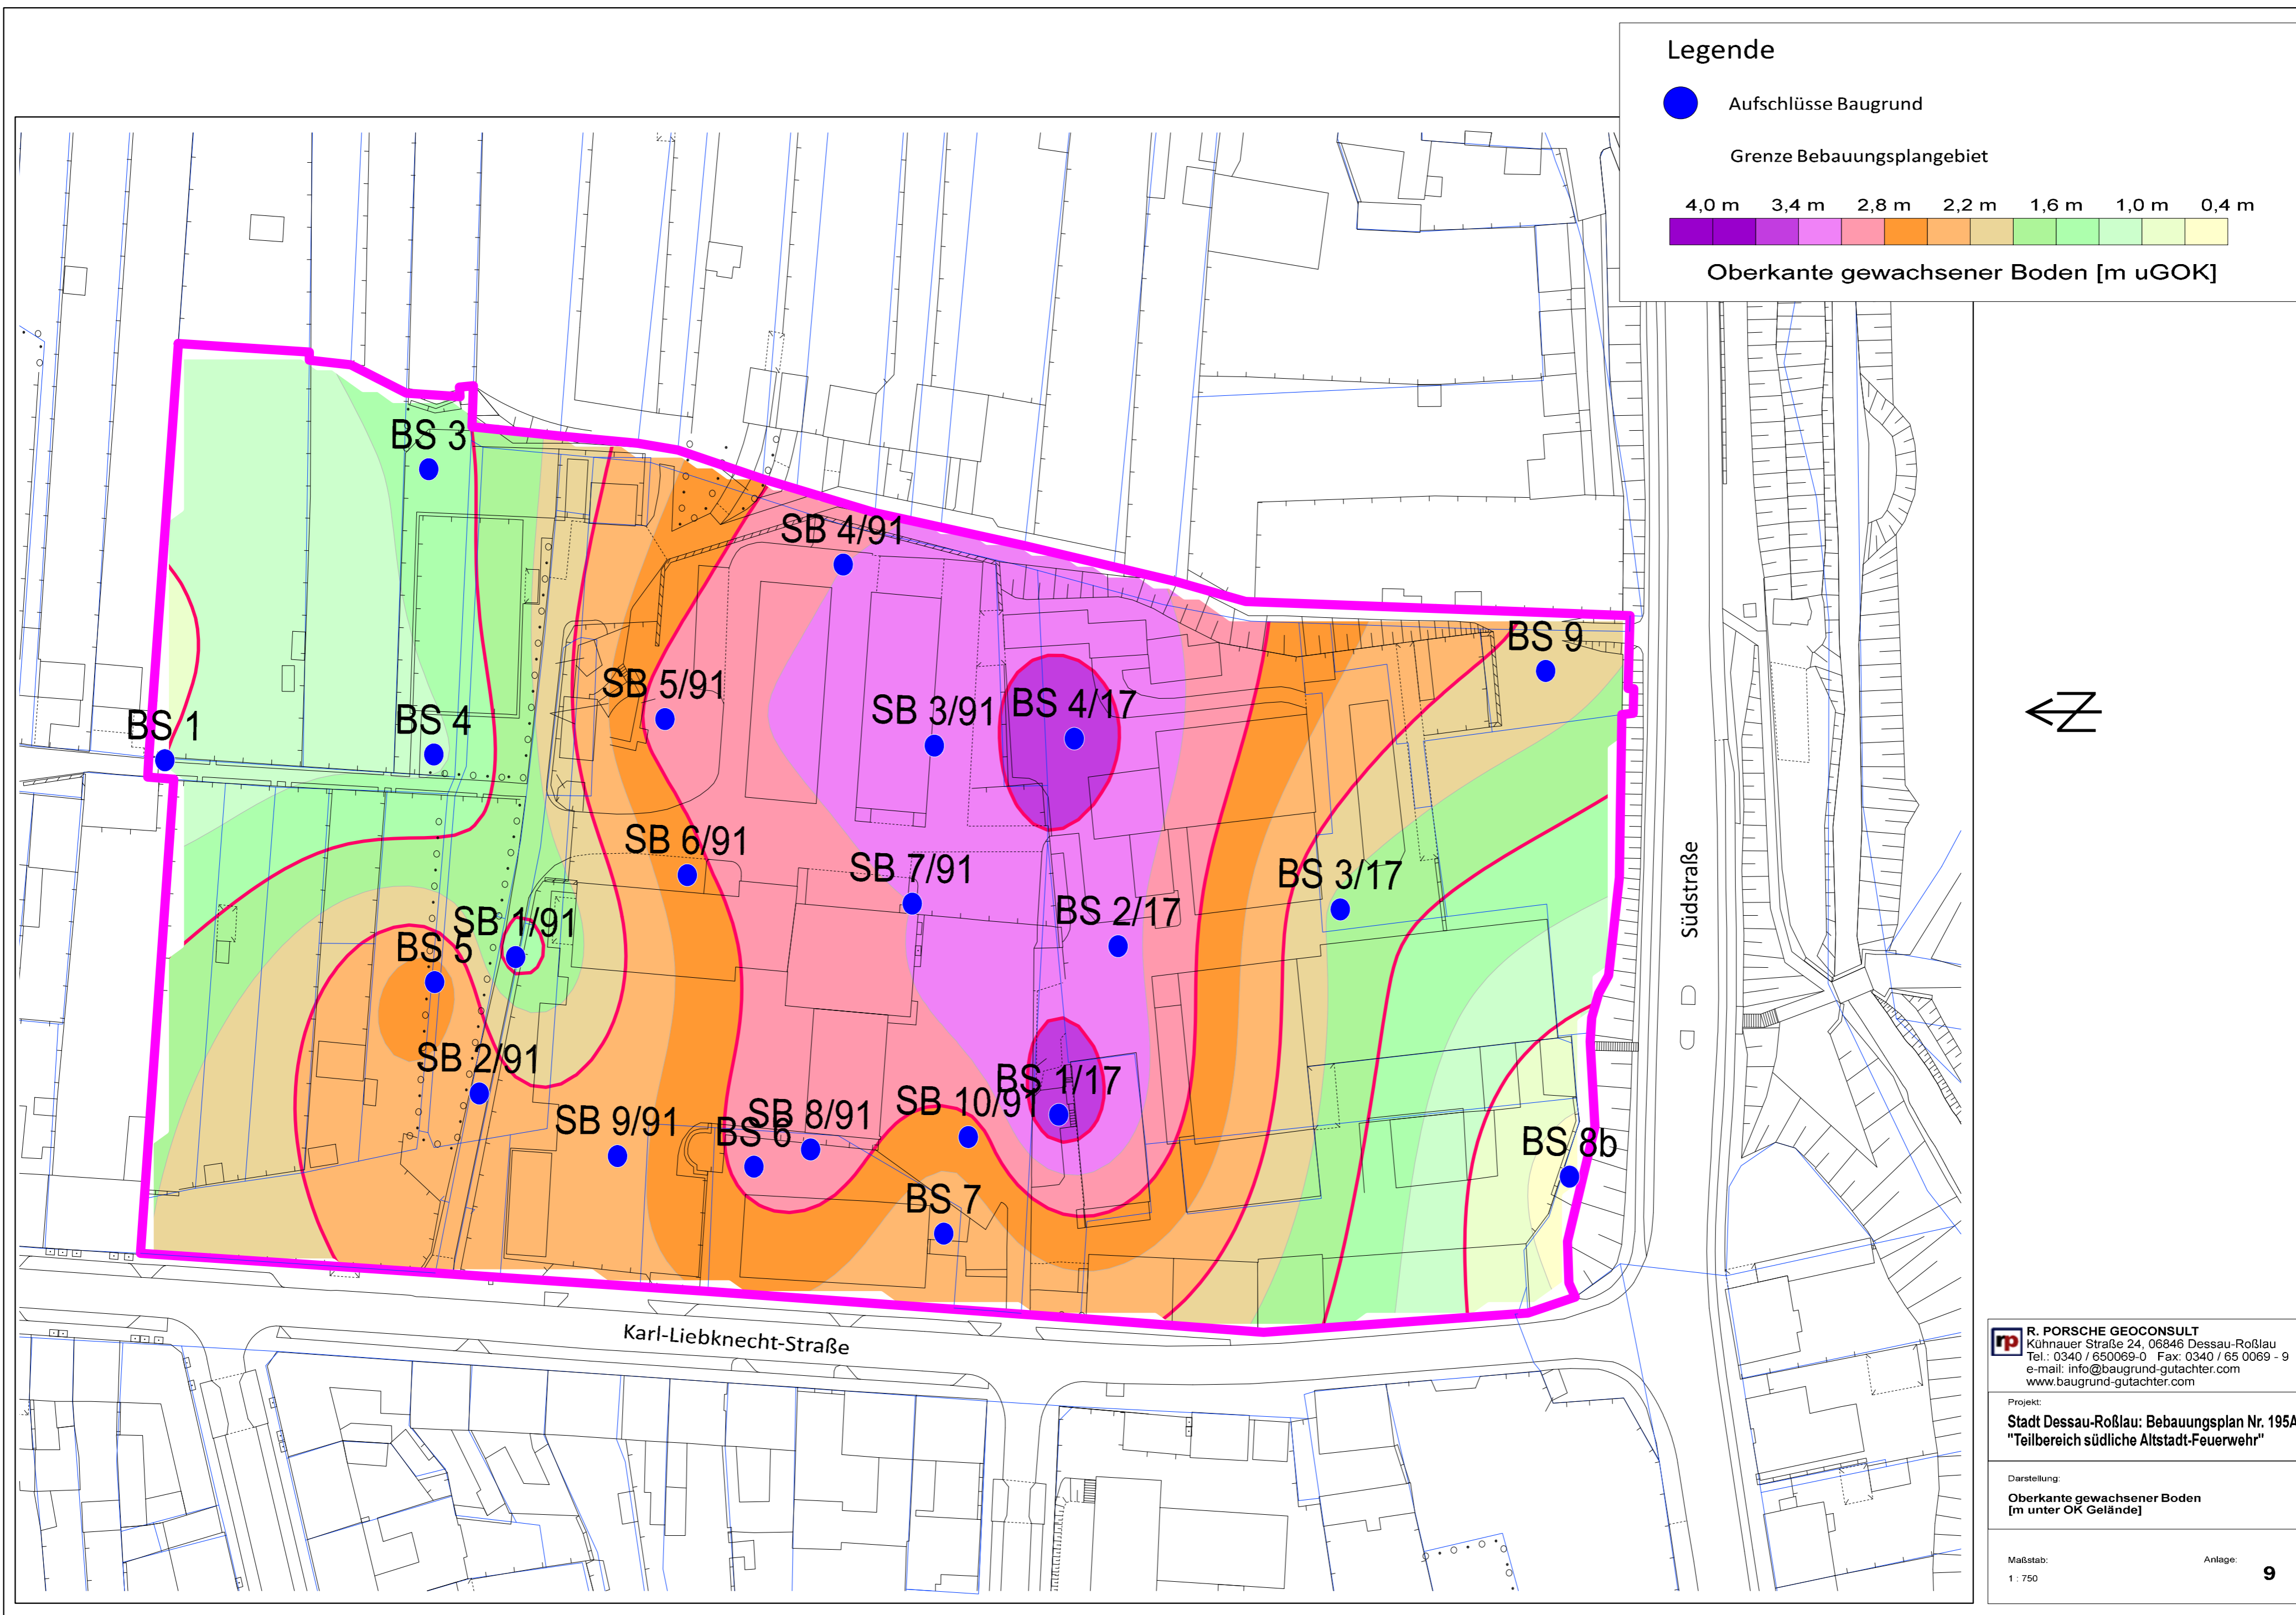 Legende
Aufschlüsse Baugrund
Grenze Bebauungsplangebiet
4,0 m 3,4 m 2,8 m 2,2 m 1,6 m 1,0 m 0,4 m
Oberkante gewachsener Boden [m uGOK]
BS 3
SB 4/91
BS 9
SB 5/91
BS 1
BS 4
SB 3/91
BS 4/17
SB 6/91
SB 7/91
BS 3/17
BS 2/17
SB 1/91
BS 5
SB 2/91
SB 9/91
BS 6
SB 8/91
SB 10/91
BS 1/17
BS 8b
BS 7
Südstraße
Karl-Liebknecht-Straße
N
rp
R. PORSCHE GEOCONSULT
Kühnauer Straße 24, 06846 Dessau-Roßlau
Tel.: 0340 / 650069-0 Fax: 0340 / 65 0069 - 9
e-mail: info@baugrund-gutachter.com
www.baugrund-gutachter.com
Projekt:
Stadt Dessau-Roßlau: Bebauungsplan Nr. 195A
"Teilbereich südliche Altstadt-Feuerwehr"
Darstellung:
Oberkante gewachsener Boden
[m unter OK Gelände]
Maßstab:
1 : 750
Anlage:
9